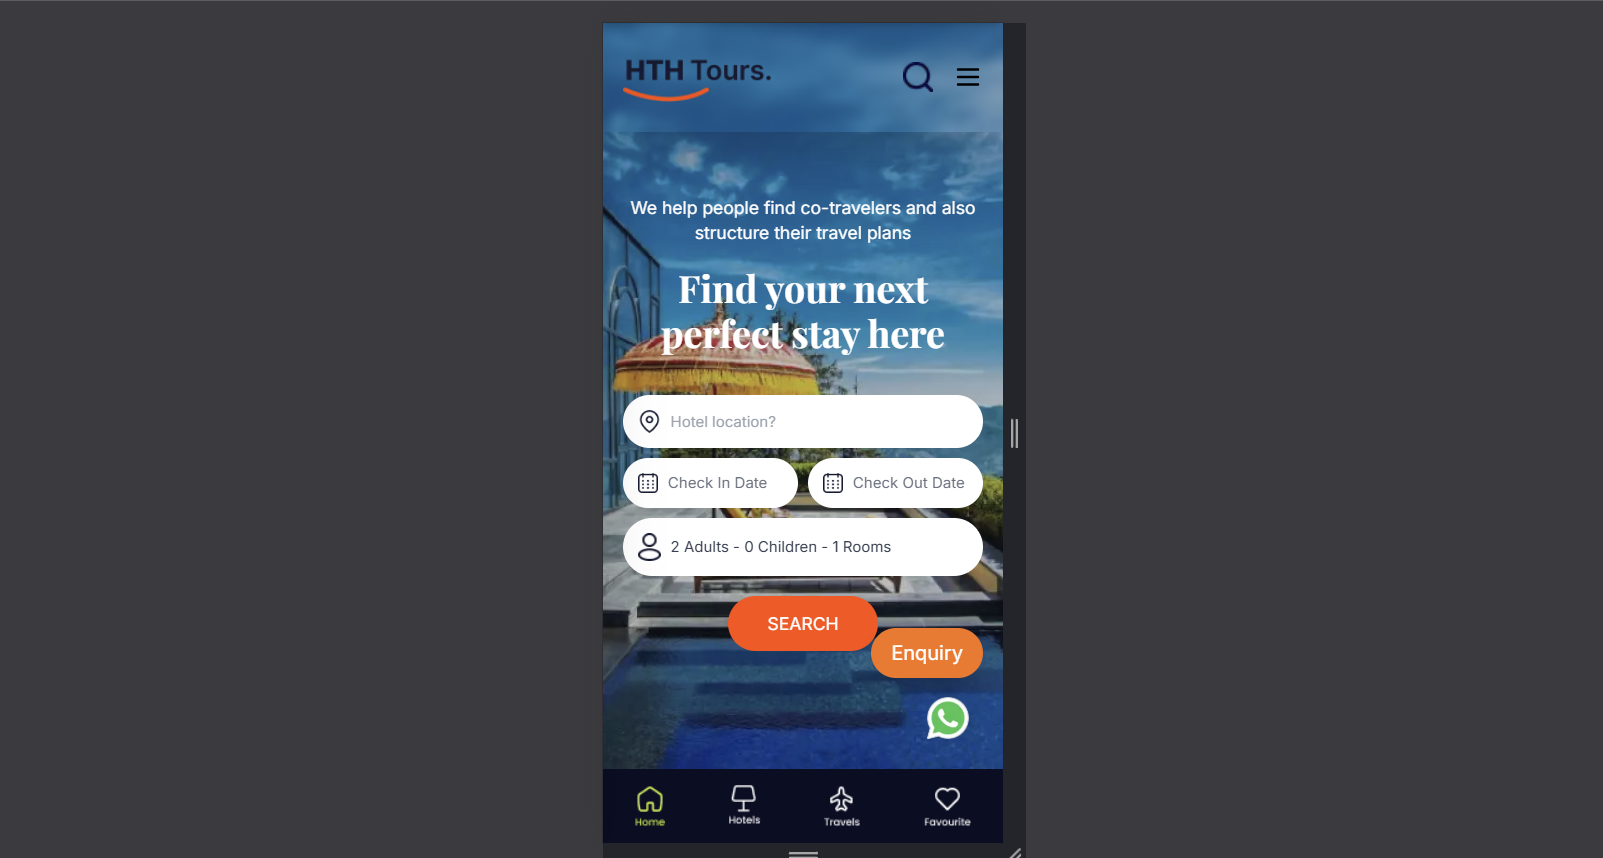 HTH Tours.
We help people find co-travelers and also
structure their travel plans
Find your next
perfect stay here
Hotel location?
Check In Date
Check Out Date
2 Adults - 0 Children - 1 Rooms
SEARCH
Enquiry
Home
Hotels
Travels
Favourite